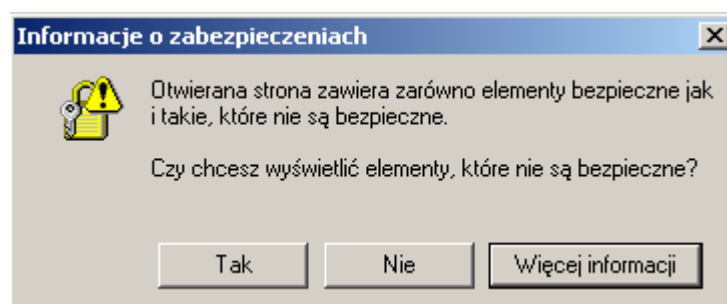 Informacje o zabezpieczeniach
Otwierana strona zawiera zarówno elementy bezpieczne jak
i takie, które nie są bezpieczne.
Czy chcesz wyświetlić elementy, które nie są bezpieczne?
Tak
Nie
Więcej informacji